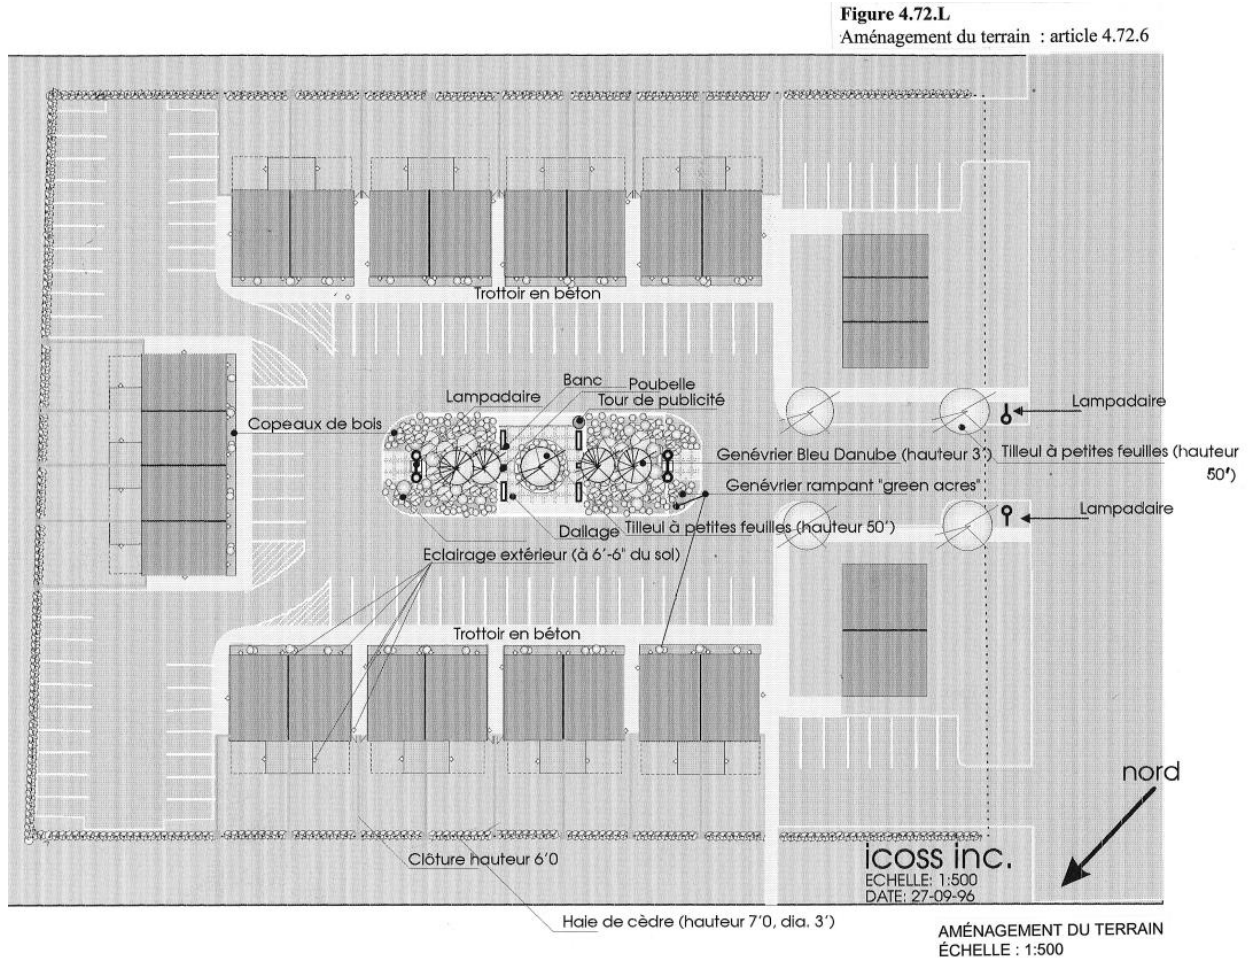 Figure 4.72.L
Aménagement du terrain : article 4.72.6
Trottoir en béton
Banc
Poubelle
Lampadaire
Tour de publicité
Lampadaire
Copeaux de bois
Genévrier Bleu Danube (hauteur 3')
Tilleul à petites feuilles (hauteur
50')
Genévrier rampant "green acres"
Lampadaire
Dallage
Tilleul à petites feuilles (hauteur 50')
Eclairage extérieur (à 6'-6" du sol)
Trottoir en béton
nord
Clôture hauteur 6'0
icoss inc.
ECHELLE: 1:500
DATE: 27-09-96
Haie de cèdre (hauteur 7'0, dia. 3')
AMÉNAGEMENT DU TERRAIN
ÉCHELLE : 1:500